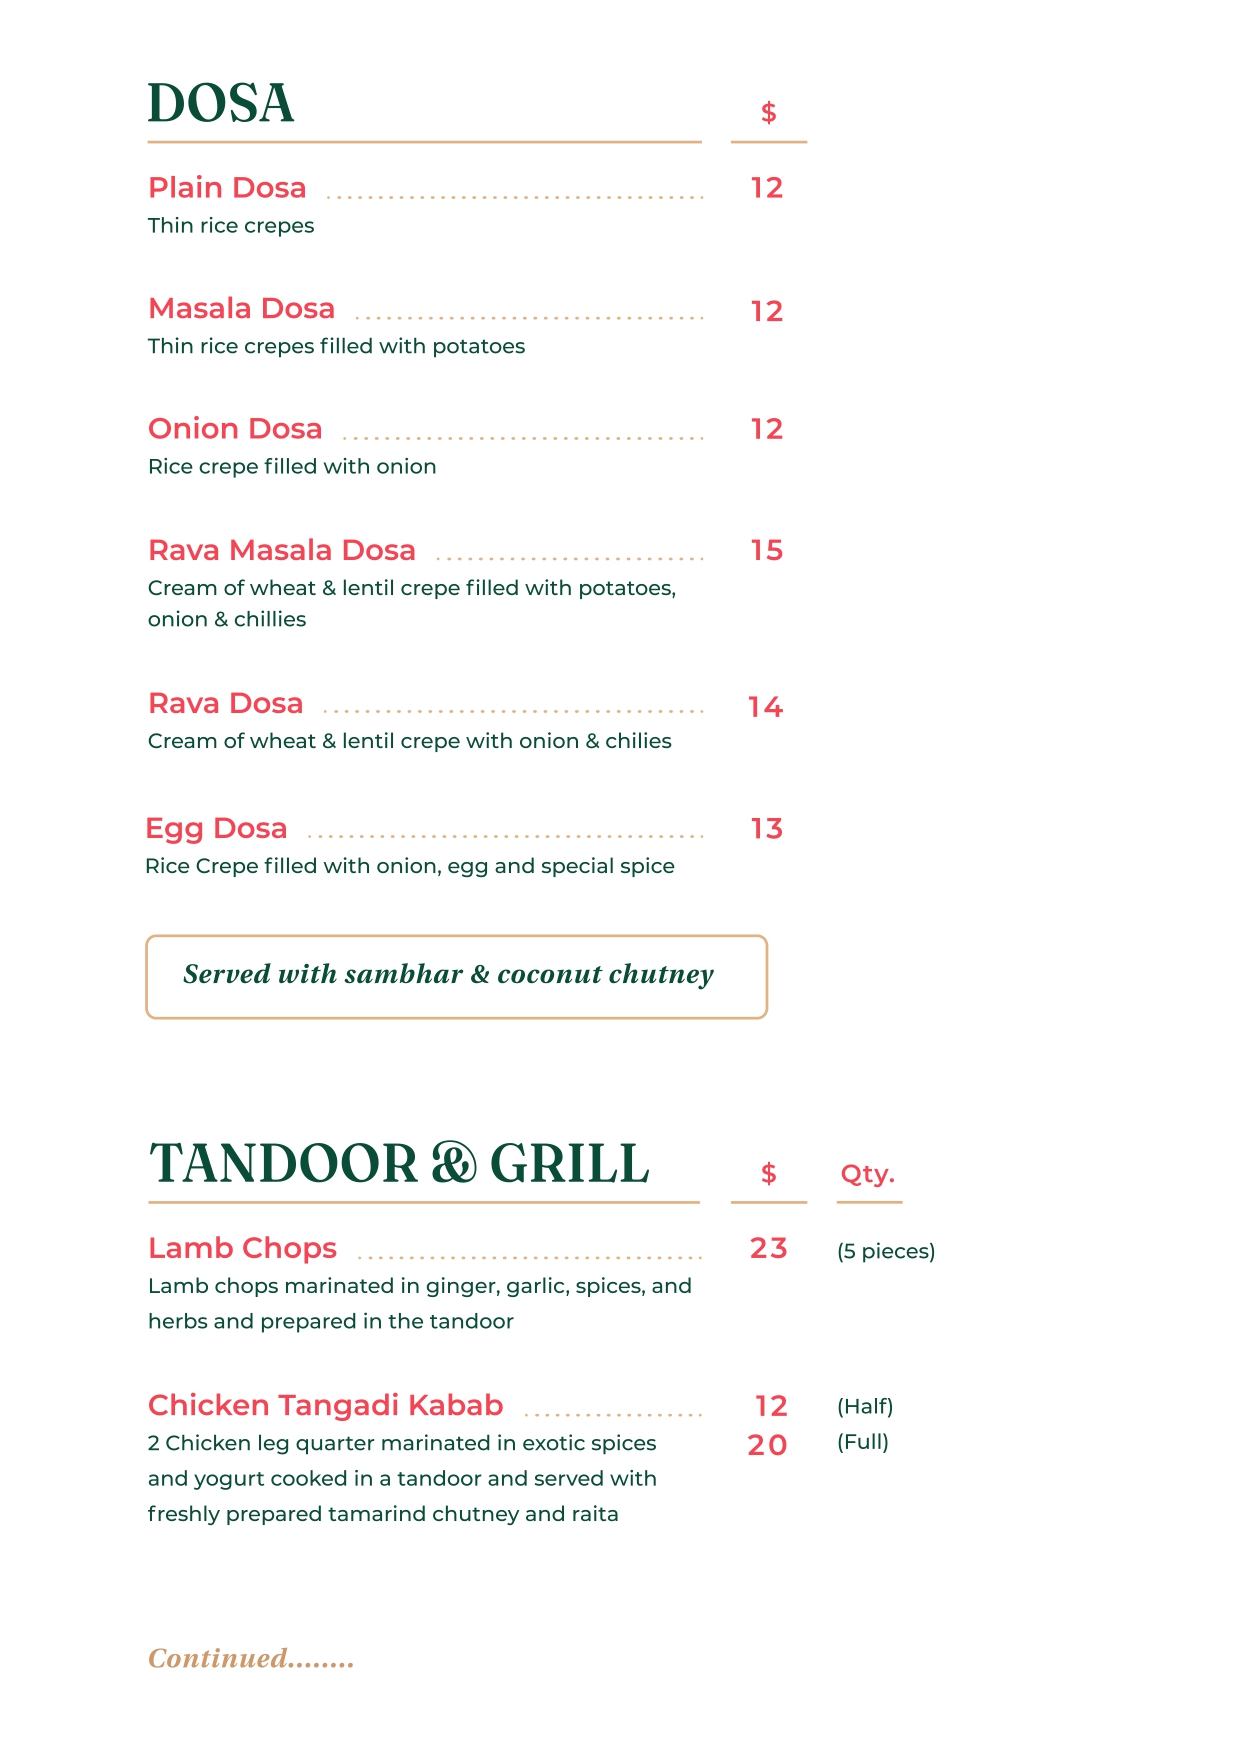 DOSA $
Plain Dosa 12
Thin rice crepes
Masala Dosa 12
Thin rice crepes filled with potatoes
Onion Dosa 12
Rice crepe filled with onion
Rava Masala Dosa 15
Cream of wheat & lentil crepe filled with potatoes,
onion & chillies
Rava Dosa 14
Cream of wheat & lentil crepe with onion & chilies
Egg Dosa 13
Rice Crepe filled with onion, egg and special spice
Served with sambhar & coconut chutney
TANDOOR & GRILL $ Qty.
Lamb Chops 23 (5 pieces)
Lamb chops marinated in ginger, garlic, spices, and
herbs and prepared in the tandoor
Chicken Tangadi Kabab 12 (Half)
2 Chicken leg quarter marinated in exotic spices 20 (Full)
and yogurt cooked in a tandoor and served with
freshly prepared tamarind chutney and raita
Continued........